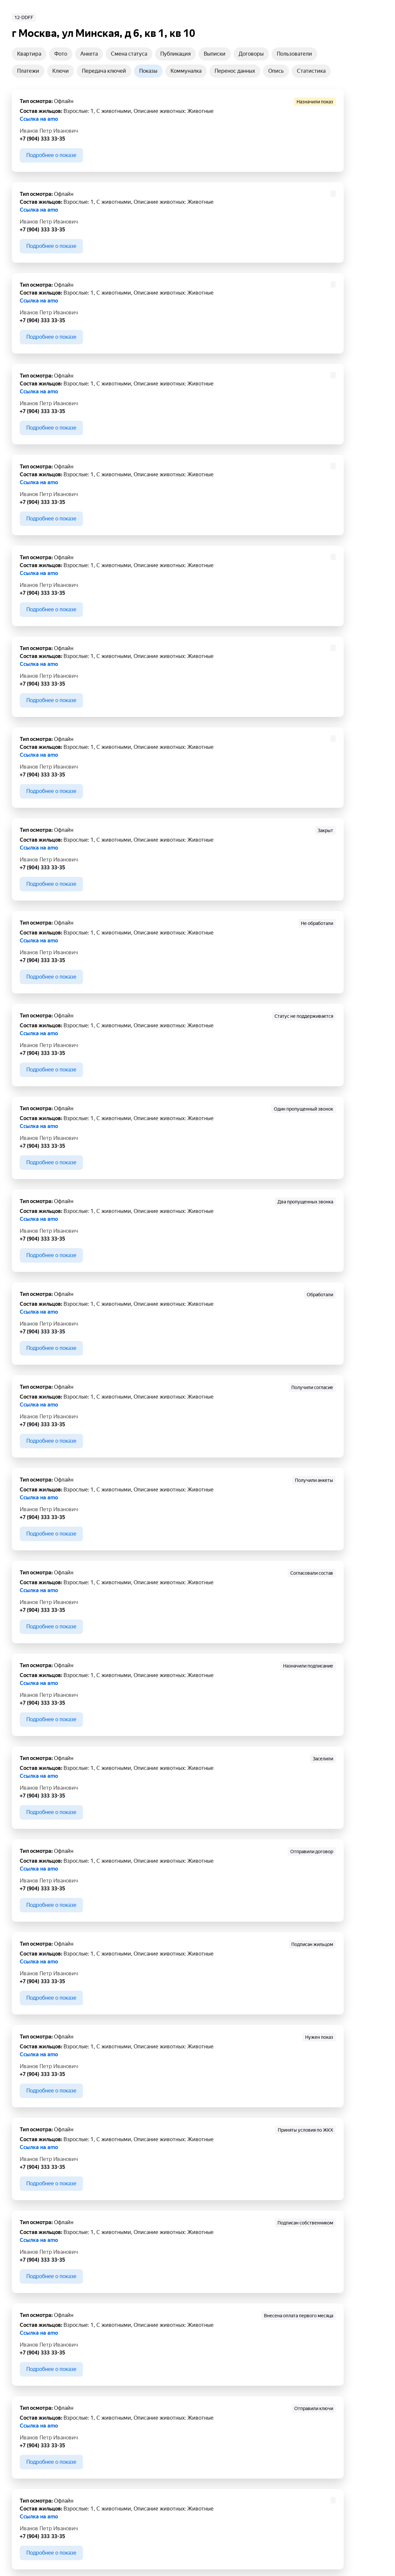 12-DDFF
г Москва, ул Минская, д 6, кв 1, кв 10
Квартира Фото Анкета Смена статуса Публикация Выписки Договоры Пользователи
Платежи Ключи Передача ключей Показы Коммуналка Перенос данных Опись Статистика
Тип осмотра: Офлайн Назначили показ
Состав жильцов: Взрослые: 1, С животными, Описание животных: Животные
Ссылка на amo
Иванов Петр Иванович
+7 (904) 333 33-35
Подробнее о показе
Тип осмотра: Офлайн
Состав жильцов: Взрослые: 1, С животными, Описание животных: Животные
Ссылка на amo
Иванов Петр Иванович
+7 (904) 333 33-35
Подробнее о показе
Тип осмотра: Офлайн
Состав жильцов: Взрослые: 1, С животными, Описание животных: Животные
Ссылка на amo
Иванов Петр Иванович
+7 (904) 333 33-35
Подробнее о показе
Тип осмотра: Офлайн
Состав жильцов: Взрослые: 1, С животными, Описание животных: Животные
Ссылка на amo
Иванов Петр Иванович
+7 (904) 333 33-35
Подробнее о показе
Тип осмотра: Офлайн
Состав жильцов: Взрослые: 1, С животными, Описание животных: Животные
Ссылка на amo
Иванов Петр Иванович
+7 (904) 333 33-35
Подробнее о показе
Тип осмотра: Офлайн
Состав жильцов: Взрослые: 1, С животными, Описание животных: Животные
Ссылка на amo
Иванов Петр Иванович
+7 (904) 333 33-35
Подробнее о показе
Тип осмотра: Офлайн
Состав жильцов: Взрослые: 1, С животными, Описание животных: Животные
Ссылка на amo
Иванов Петр Иванович
+7 (904) 333 33-35
Подробнее о показе
Тип осмотра: Офлайн
Состав жильцов: Взрослые: 1, С животными, Описание животных: Животные
Ссылка на amo
Иванов Петр Иванович
+7 (904) 333 33-35
Подробнее о показе
Тип осмотра: Офлайн Закрыт
Состав жильцов: Взрослые: 1, С животными, Описание животных: Животные
Ссылка на amo
Иванов Петр Иванович
+7 (904) 333 33-35
Подробнее о показе
Тип осмотра: Офлайн Не обработали
Состав жильцов: Взрослые: 1, С животными, Описание животных: Животные
Ссылка на amo
Иванов Петр Иванович
+7 (904) 333 33-35
Подробнее о показе
Тип осмотра: Офлайн Статус не поддерживается
Состав жильцов: Взрослые: 1, С животными, Описание животных: Животные
Ссылка на amo
Иванов Петр Иванович
+7 (904) 333 33-35
Подробнее о показе
Тип осмотра: Офлайн Один пропущенный звонок
Состав жильцов: Взрослые: 1, С животными, Описание животных: Животные
Ссылка на amo
Иванов Петр Иванович
+7 (904) 333 33-35
Подробнее о показе
Тип осмотра: Офлайн Два пропущенных звонка
Состав жильцов: Взрослые: 1, С животными, Описание животных: Животные
Ссылка на amo
Иванов Петр Иванович
+7 (904) 333 33-35
Подробнее о показе
Тип осмотра: Офлайн Обработали
Состав жильцов: Взрослые: 1, С животными, Описание животных: Животные
Ссылка на amo
Иванов Петр Иванович
+7 (904) 333 33-35
Подробнее о показе
Тип осмотра: Офлайн Получили согласие
Состав жильцов: Взрослые: 1, С животными, Описание животных: Животные
Ссылка на amo
Иванов Петр Иванович
+7 (904) 333 33-35
Подробнее о показе
Тип осмотра: Офлайн Получили анкеты
Состав жильцов: Взрослые: 1, С животными, Описание животных: Животные
Ссылка на amo
Иванов Петр Иванович
+7 (904) 333 33-35
Подробнее о показе
Тип осмотра: Офлайн Согласовали состав
Состав жильцов: Взрослые: 1, С животными, Описание животных: Животные
Ссылка на amo
Иванов Петр Иванович
+7 (904) 333 33-35
Подробнее о показе
Тип осмотра: Офлайн Назначили подписание
Состав жильцов: Взрослые: 1, С животными, Описание животных: Животные
Ссылка на amo
Иванов Петр Иванович
+7 (904) 333 33-35
Подробнее о показе
Тип осмотра: Офлайн Заселили
Состав жильцов: Взрослые: 1, С животными, Описание животных: Животные
Ссылка на amo
Иванов Петр Иванович
+7 (904) 333 33-35
Подробнее о показе
Тип осмотра: Офлайн Отправили договор
Состав жильцов: Взрослые: 1, С животными, Описание животных: Животные
Ссылка на amo
Иванов Петр Иванович
+7 (904) 333 33-35
Подробнее о показе
Тип осмотра: Офлайн Подписан жильцом
Состав жильцов: Взрослые: 1, С животными, Описание животных: Животные
Ссылка на amo
Иванов Петр Иванович
+7 (904) 333 33-35
Подробнее о показе
Тип осмотра: Офлайн Нужен показ
Состав жильцов: Взрослые: 1, С животными, Описание животных: Животные
Ссылка на amo
Иванов Петр Иванович
+7 (904) 333 33-35
Подробнее о показе
Тип осмотра: Офлайн Приняты условия по ЖКХ
Состав жильцов: Взрослые: 1, С животными, Описание животных: Животные
Ссылка на amo
Иванов Петр Иванович
+7 (904) 333 33-35
Подробнее о показе
Тип осмотра: Офлайн Подписан собственником
Состав жильцов: Взрослые: 1, С животными, Описание животных: Животные
Ссылка на amo
Иванов Петр Иванович
+7 (904) 333 33-35
Подробнее о показе
Тип осмотра: Офлайн Внесена оплата первого месяца
Состав жильцов: Взрослые: 1, С животными, Описание животных: Животные
Ссылка на amo
Иванов Петр Иванович
+7 (904) 333 33-35
Подробнее о показе
Тип осмотра: Офлайн Отправили ключи
Состав жильцов: Взрослые: 1, С животными, Описание животных: Животные
Ссылка на amo
Иванов Петр Иванович
+7 (904) 333 33-35
Подробнее о показе
Тип осмотра: Офлайн
Состав жильцов: Взрослые: 1, С животными, Описание животных: Животные
Ссылка на amo
Иванов Петр Иванович
+7 (904) 333 33-35
Подробнее о показе